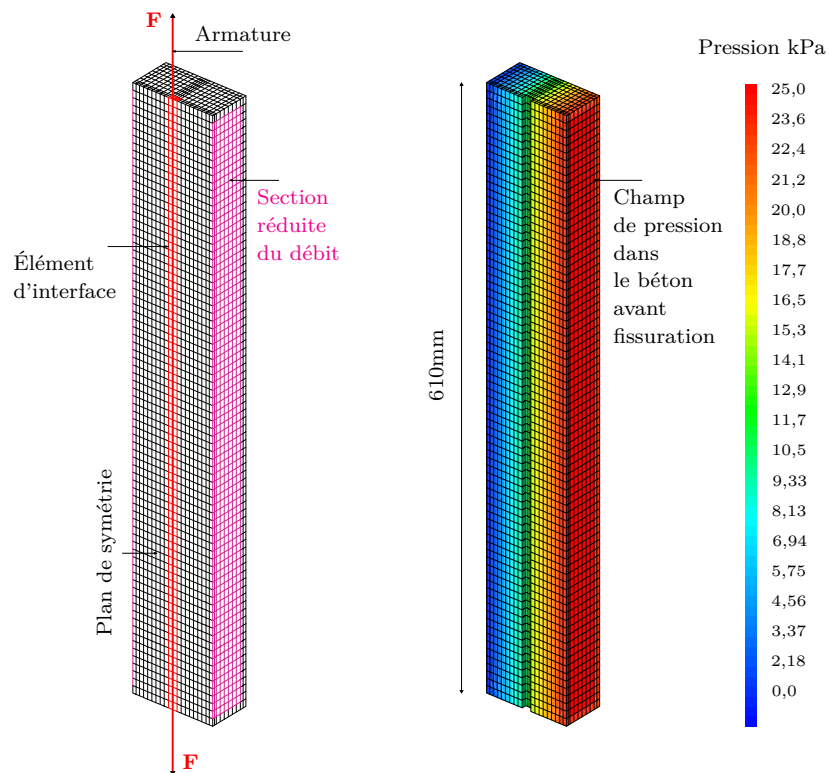 F
Armature
Section
réduite
du débit
Élément
d'interface
Plan de symétrie
F
610mm
Champ
de pression
dans
le béton
avant
fissuration
Pression kPa
25,0
23,6
22,4
21,2
20,0
18,8
17,7
16,5
15,3
14,1
12,9
11,7
10,5
9,33
8,13
6,94
5,75
4,56
3,37
2,18
0,0